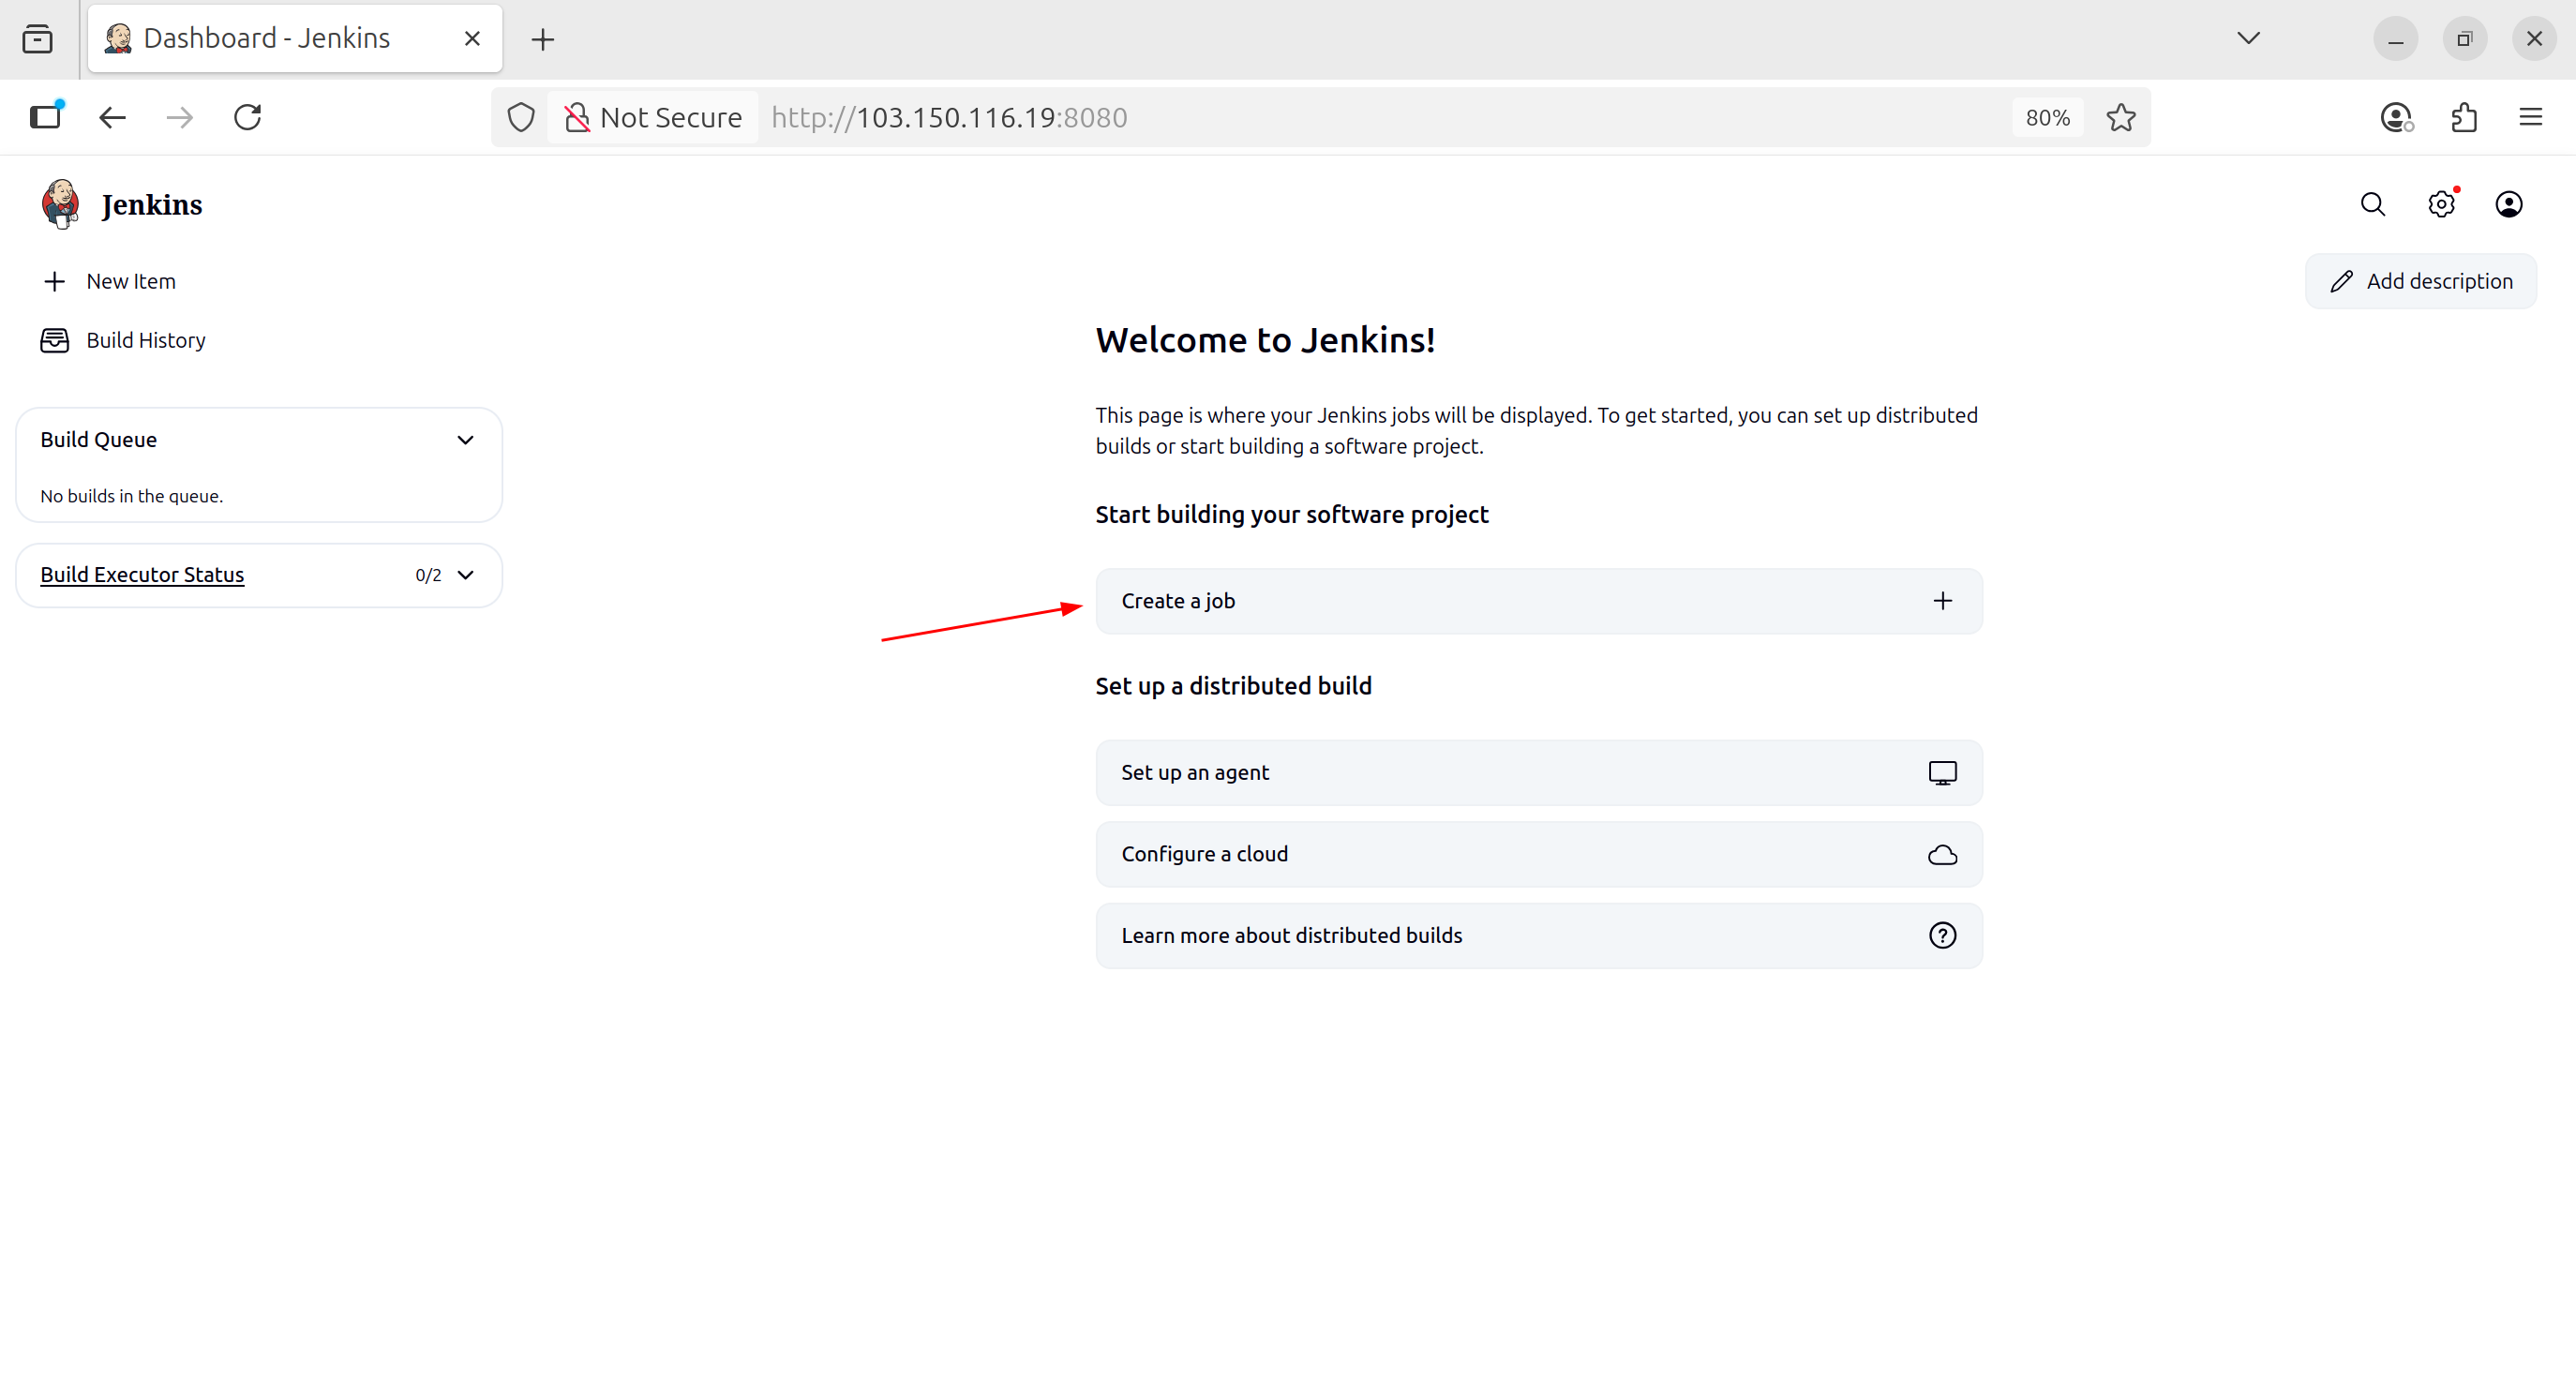 Dashboard - Jenkins
Not Secure http://103.150.116.19:8080 80%
Jenkins
New Item
Add description
Build History
Welcome to Jenkins!
This page is where your Jenkins jobs will be displayed. To get started, you can set up distributed
builds or start building a software project.
Build Queue
No builds in the queue.
Start building your software project
Build Executor Status 0/2
Create a job
Set up a distributed build
Set up an agent
Configure a cloud
Learn more about distributed builds